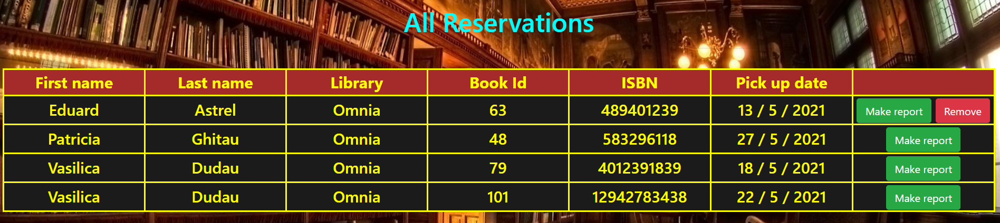 All Reservations
First name Last name Library Book Id ISBN Pick up date
Eduard Astrel Omnia 63 489401239 13 / 5 / 2021 Make report Remove
Patricia Ghitau Omnia 48 583296118 27 / 5 / 2021 Make report
Vasilica Dudau Omnia 79 4012391839 18 / 5 / 2021 Make report
Vasilica Dudau Omnia 101 12942783438 22 / 5 / 2021 Make report